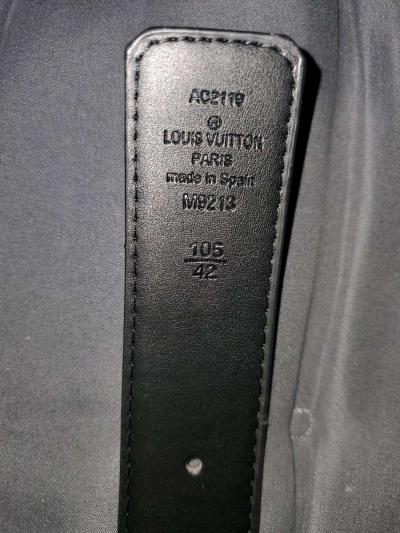 AC2119
®
LOUIS VUITTON
PARIS
made in Spain
M9213
105
42